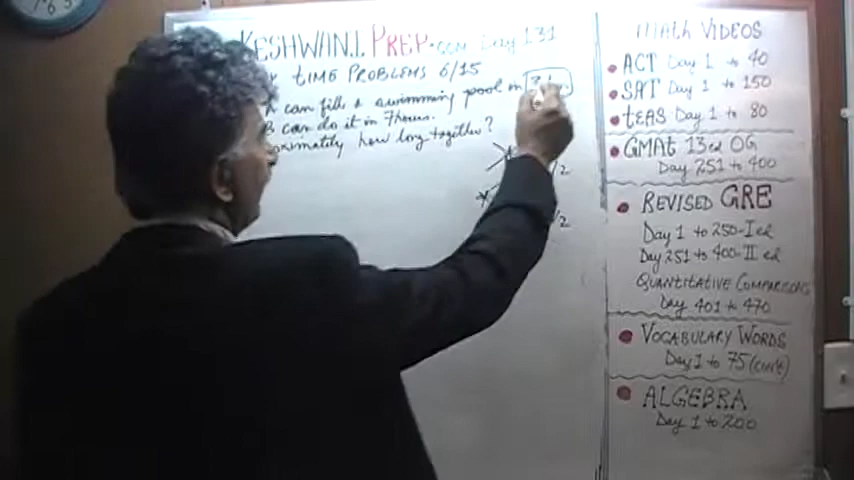 KESHWANI PREP.COM Day 131
TIME PROBLEMS 6/15
can fill a swimming pool in
B can do it in 7 hours.
how long together?
MATH VIDEOS
ACT Day 1 to 40
SAT Day 1 to 150
TEAS Day 1 to 80
GMAT 13ed OG
Day 251 to 400
REVISED GRE
Day 1 to 250-I ed
Day 251 to 400-II ed
QUANTITATIVE COMPARISONS
Day 401 to 470
VOCABULARY WORDS
Day 1 to 75 (cont)
ALGEBRA
Day 1 to 200